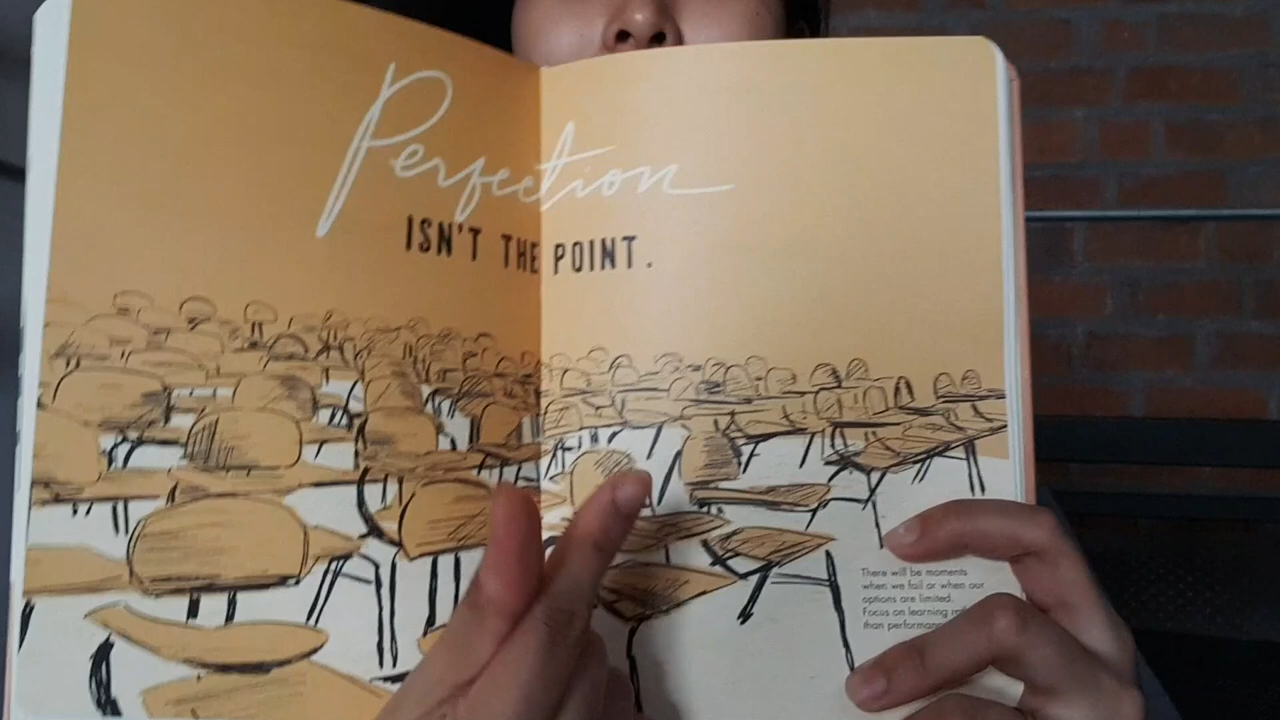 Perfection
ISN'T THE POINT.
There will be moments
when we fail or when our
options are limited.
Focus on learning
than